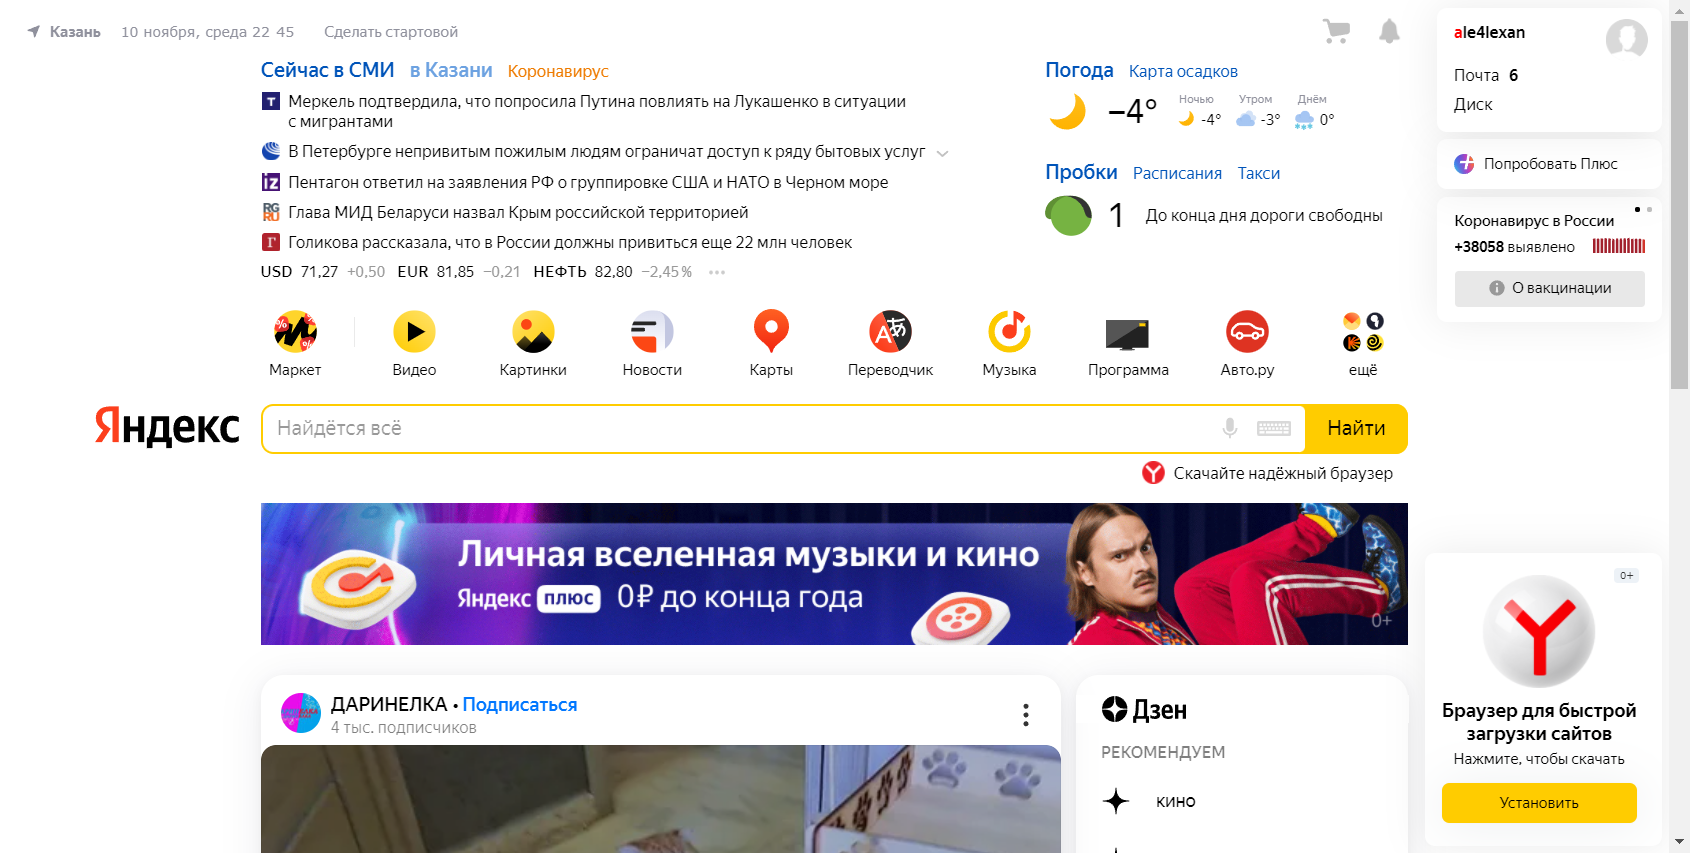 Казань 10 ноября, среда 22 45 Сделать стартовой
Сейчас в СМИ в Казани Коронавирус
Меркель подтвердила, что попросила Путина повлиять на Лукашенко в ситуации
с мигрантами
В Петербурге непривитым пожилым людям ограничат доступ к ряду бытовых услуг
Пентагон ответил на заявления РФ о группировке США и НАТО в Черном море
Глава МИД Беларуси назвал Крым российской территорией
Голикова рассказала, что в России должны привиться еще 22 млн человек
USD 71,27 +0,50 EUR 81,85 −0,21 НЕФТЬ 82,80 −2,45%
Погода Карта осадков
−4° Ночью -4° Утром -3° Днём 0°
Пробки Расписания Такси
1 До конца дня дороги свободны
ale4lexan
Почта 6
Диск
Попробовать Плюс
Коронавирус в России
+38058 выявлено
О вакцинации
Маркет Видео Картинки Новости Карты Переводчик Музыка Программа Авто.ру ещё
Яндекс Найдётся всё Найти
Скачайте надёжный браузер
Личная вселенная музыки и кино
Яндекс плюс 0 ₽ до конца года
0+
0+
Браузер для быстрой
загрузки сайтов
Нажмите, чтобы скачать
Установить
ДАРИНЕЛКА • Подписаться
4 тыс. подписчиков
Дзен
РЕКОМЕНДУЕМ
кино